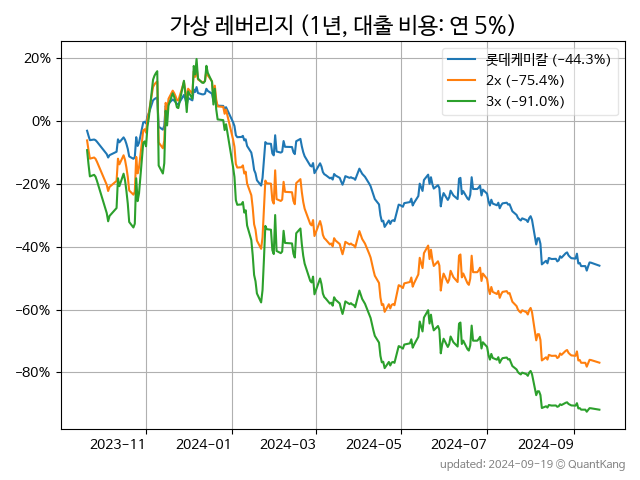 가상 레버리지 (1년, 대출 비용: 연 5%)
롯데케미칼 (-44.3%)
2x (-75.4%)
3x (-91.0%)
20%
0%
-20%
-40%
-60%
-80%
2023-11 2024-01 2024-03 2024-05 2024-07 2024-09
updated: 2024-09-19 © QuantKang